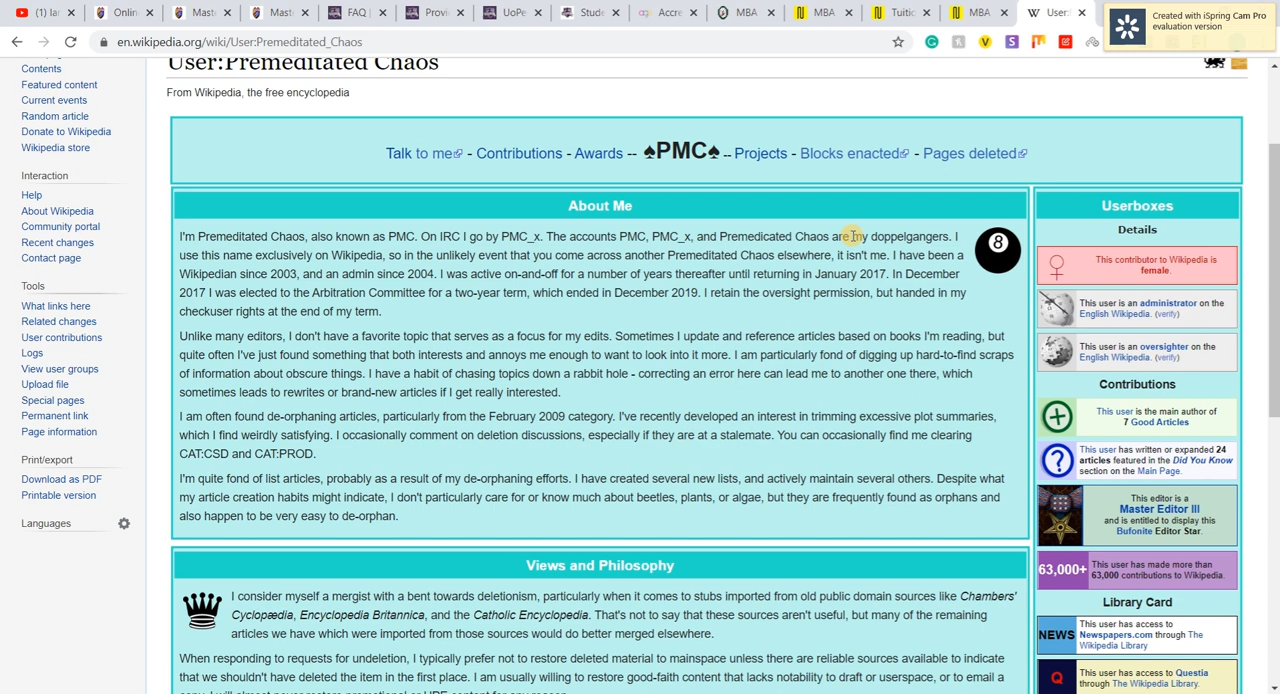 (1) Iar
Onlin
Maste
Maste
FAQ |
Provi
UoPe
Stude
Accre
MBA
MBA
Tuitic
MBA
User:
Created with iSpring Cam Pro
evaluation version
en.wikipedia.org/wiki/User:Premeditated_Chaos
User:Premeditated Chaos
From Wikipedia, the free encyclopedia
Contents
Featured content
Current events
Random article
Donate to Wikipedia
Wikipedia store
Interaction
Help
About Wikipedia
Community portal
Recent changes
Contact page
Tools
What links here
Related changes
User contributions
Logs
View user groups
Upload file
Special pages
Permanent link
Page information
Print/export
Download as PDF
Printable version
Languages
Talk to me - Contributions - Awards -- ♠PMC♠ -- Projects - Blocks enacted - Pages deleted
About Me
I'm Premeditated Chaos, also known as PMC. On IRC I go by PMC_x. The accounts PMC, PMC_x, and Premedicated Chaos are my doppelgangers. I
use this name exclusively on Wikipedia, so in the unlikely event that you come across another Premeditated Chaos elsewhere, it isn't me. I have been a
Wikipedian since 2003, and an admin since 2004. I was active on-and-off for a number of years thereafter until returning in January 2017. In December
2017 I was elected to the Arbitration Committee for a two-year term, which ended in December 2019. I retain the oversight permission, but handed in my
checkuser rights at the end of my term.
8
Unlike many editors, I don't have a favorite topic that serves as a focus for my edits. Sometimes I update and reference articles based on books I'm reading, but
quite often I've just found something that both interests and annoys me enough to want to look into it more. I am particularly fond of digging up hard-to-find scraps
of information about obscure things. I have a habit of chasing topics down a rabbit hole - correcting an error here can lead me to another one there, which
sometimes leads to rewrites or brand-new articles if I get really interested.
I am often found de-orphaning articles, particularly from the February 2009 category. I've recently developed an interest in trimming excessive plot summaries,
which I find weirdly satisfying. I occasionally comment on deletion discussions, especially if they are at a stalemate. You can occasionally find me clearing
CAT:CSD and CAT:PROD.
I'm quite fond of list articles, probably as a result of my de-orphaning efforts. I have created several new lists, and actively maintain several others. Despite what
my article creation habits might indicate, I don't particularly care for or know much about beetles, plants, or algae, but they are frequently found as orphans and
also happen to be very easy to de-orphan.
Views and Philosophy
I consider myself a mergist with a bent towards deletionism, particularly when it comes to stubs imported from old public domain sources like Chambers'
Cyclopædia, Encyclopedia Britannica, and the Catholic Encyclopedia. That's not to say that these sources aren't useful, but many of the remaining
articles we have which were imported from those sources would do better merged elsewhere.
When responding to requests for undeletion, I typically prefer not to restore deleted material to mainspace unless there are reliable sources available to indicate
that we shouldn't have deleted the item in the first place. I am usually willing to restore good-faith content that lacks notability to draft or userspace, or to email a
Userboxes
Details
This contributor to Wikipedia is
female.
This user is an administrator on the
English Wikipedia. (verify)
This user is an oversighter on the
English Wikipedia. (verify)
Contributions
This user is the main author of
7 Good Articles
This user has written or expanded 24
articles featured in the Did You Know
section on the Main Page.
This editor is a
Master Editor III
and is entitled to display this
Bufonite Editor Star.
63,000+
This user has made more than
63,000 contributions to Wikipedia.
Library Card
NEWS
This user has access to
Newspapers.com through The
Wikipedia Library
Q
This user has access to Questia
through The Wikipedia Library.